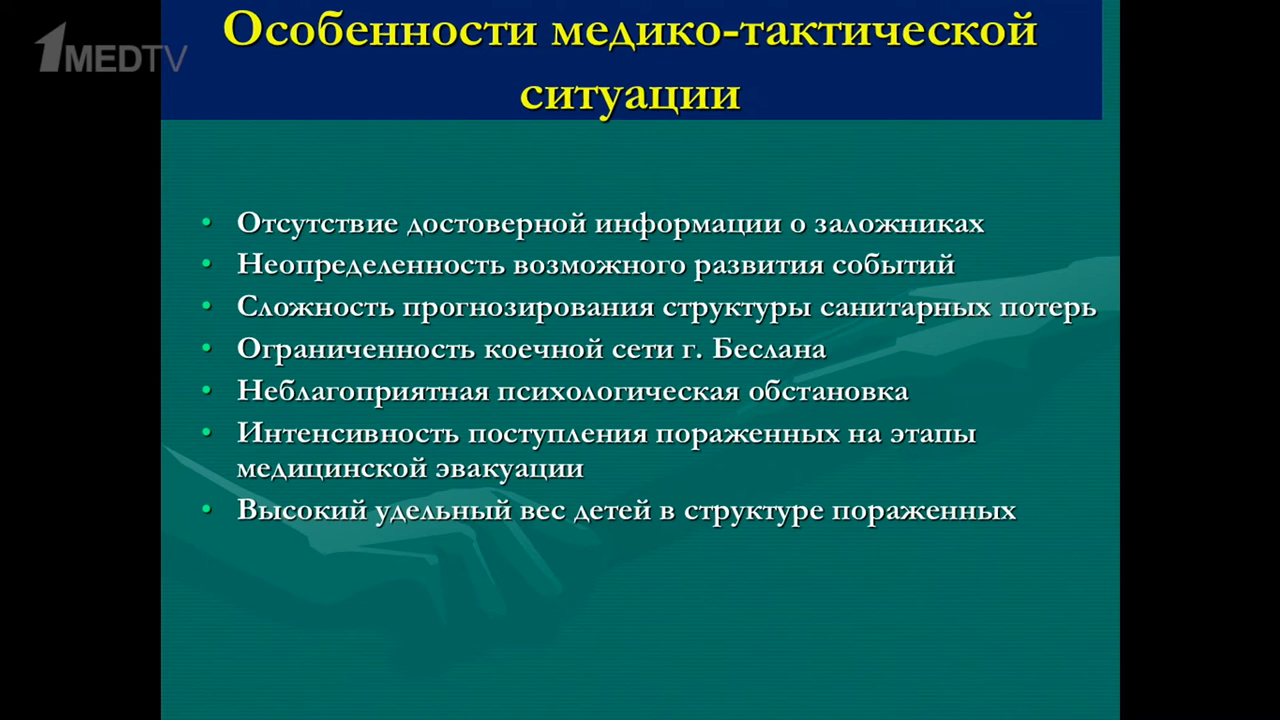 1MEDTV
Особенности медико-тактической
ситуации
• Отсутствие достоверной информации о заложниках
• Неопределенность возможного развития событий
• Сложность прогнозирования структуры санитарных потерь
• Ограниченность коечной сети г. Беслана
• Неблагоприятная психологическая обстановка
• Интенсивность поступления пораженных на этапы
медицинской эвакуации
• Высокий удельный вес детей в структуре пораженных